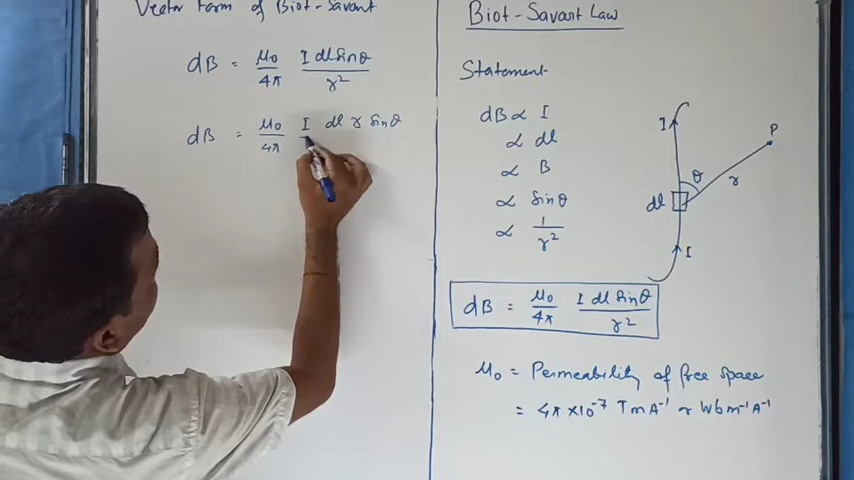 Vector Form of Biot-Savart
dB = μ₀/4π I dl sinθ/r²
dB = μ₀/4π I dl r sinθ
Biot-Savart Law
Statement
dB ∝ I
∝ dl
∝ B
∝ sinθ
∝ 1/r²
I
P
θ
r
dl
I
dB = μ₀/4π I dl sinθ/r²
μ₀ = Permeability of free space
= 4π×10⁻⁷ TmA⁻¹ or Wbm⁻¹A⁻¹